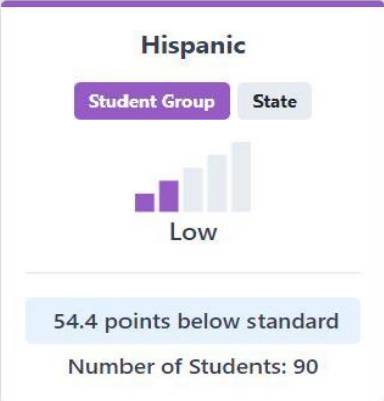 Hispanic
Student Group State
Low
54.4 points below standard
Number of Students: 90